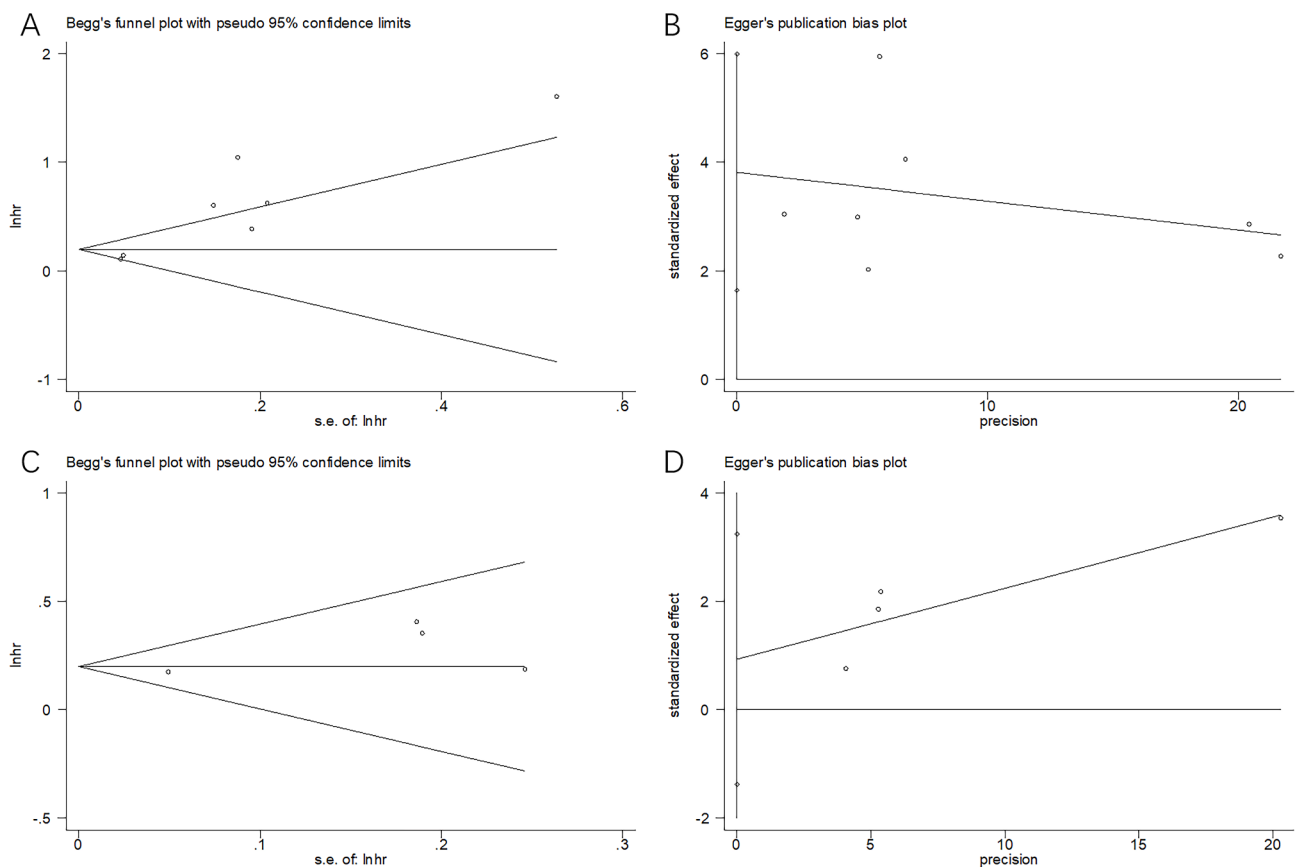 A
Begg's funnel plot with pseudo 95% confidence limits
2
1
0
-1
lnhr
0
.2
.4
.6
s.e. of: lnhr
B
Egger's publication bias plot
6
4
2
0
standardized effect
0
10
20
precision
C
Begg's funnel plot with pseudo 95% confidence limits
1
.5
0
-.5
lnhr
0
.1
.2
.3
s.e. of: lnhr
D
Egger's publication bias plot
4
2
0
-2
standardized effect
0
5
10
15
20
precision